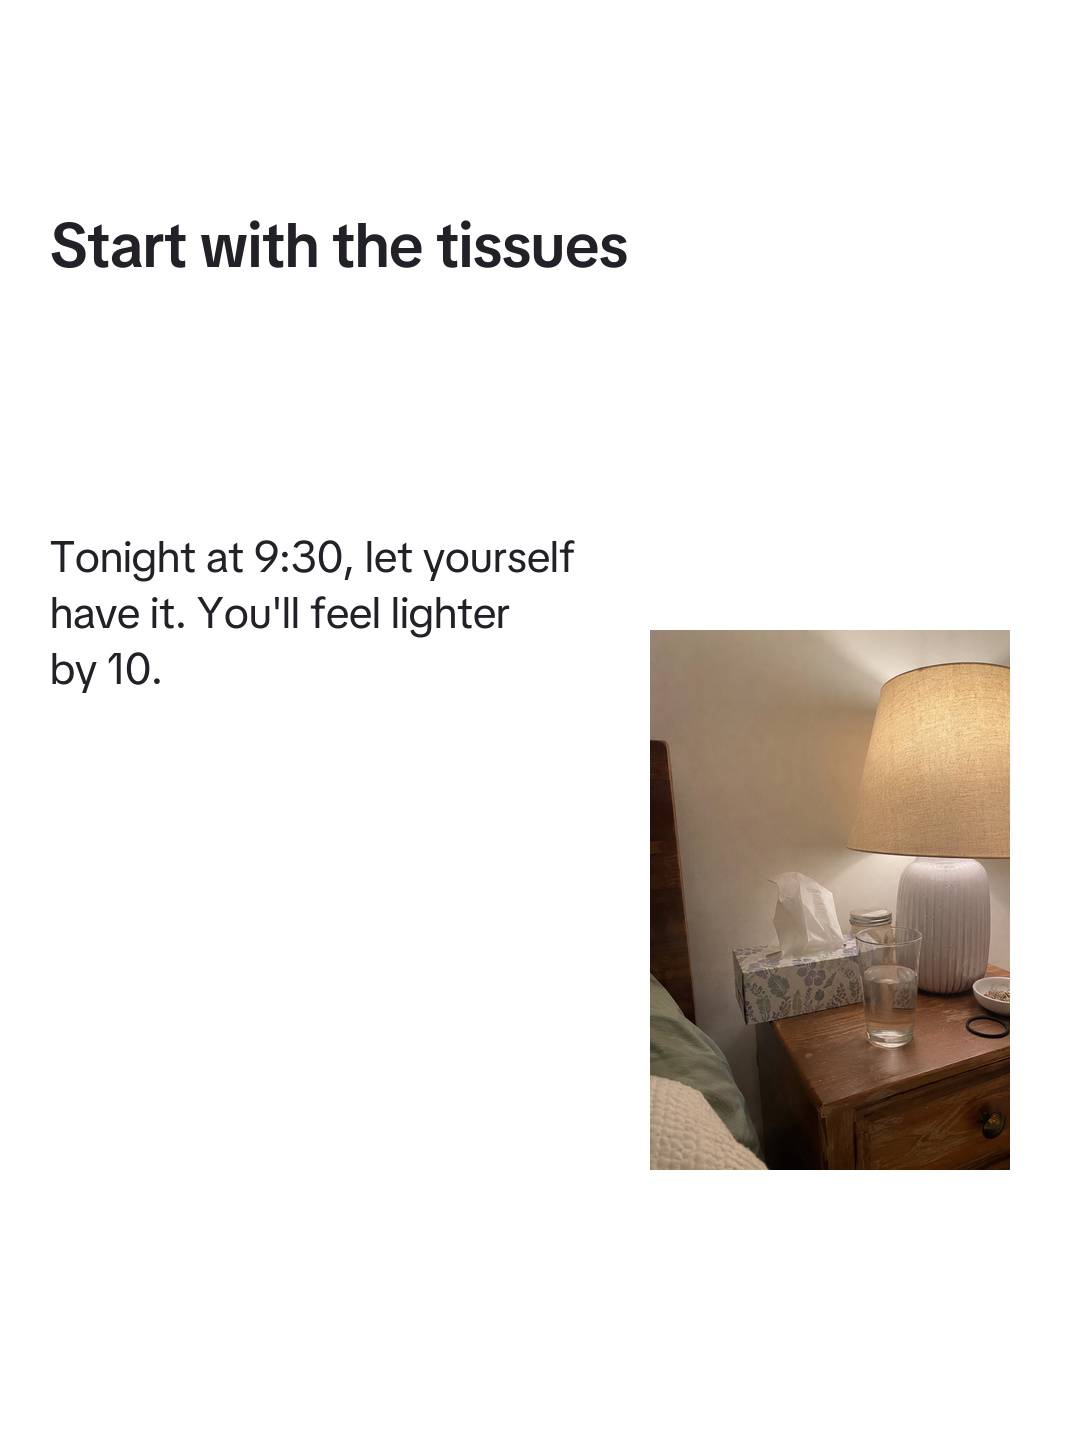 Start with the tissues
Tonight at 9:30, let yourself
have it. You'll feel lighter
by 10.